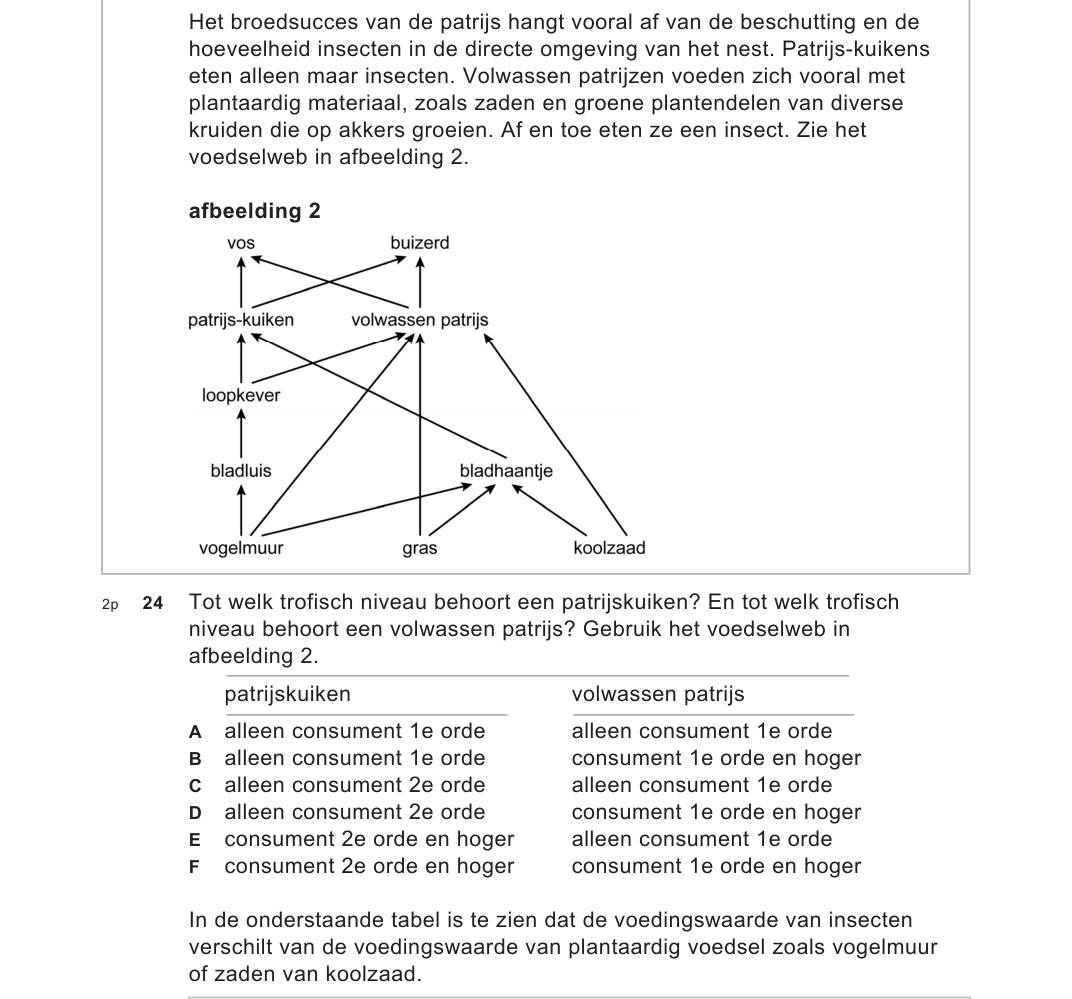 Het broedsucces van de patrijs hangt vooral af van de beschutting en de
hoeveelheid insecten in de directe omgeving van het nest. Patrijs-kuikens
eten alleen maar insecten. Volwassen patrijzen voeden zich vooral met
plantaardig materiaal, zoals zaden en groene plantendelen van diverse
kruiden die op akkers groeien. Af en toe eten ze een insect. Zie het
voedselweb in afbeelding 2.
afbeelding 2
vos buizerd
patrijs-kuiken volwassen patrijs
loopkever
bladluis bladhaantje
vogelmuur gras koolzaad
2p 24 Tot welk trofisch niveau behoort een patrijskuiken? En tot welk trofisch
niveau behoort een volwassen patrijs? Gebruik het voedselweb in
afbeelding 2.
patrijskuiken volwassen patrijs
A alleen consument 1e orde alleen consument 1e orde
B alleen consument 1e orde consument 1e orde en hoger
C alleen consument 2e orde alleen consument 1e orde
D alleen consument 2e orde consument 1e orde en hoger
E consument 2e orde en hoger alleen consument 1e orde
F consument 2e orde en hoger consument 1e orde en hoger
In de onderstaande tabel is te zien dat de voedingswaarde van insecten
verschilt van de voedingswaarde van plantaardig voedsel zoals vogelmuur
of zaden van koolzaad.